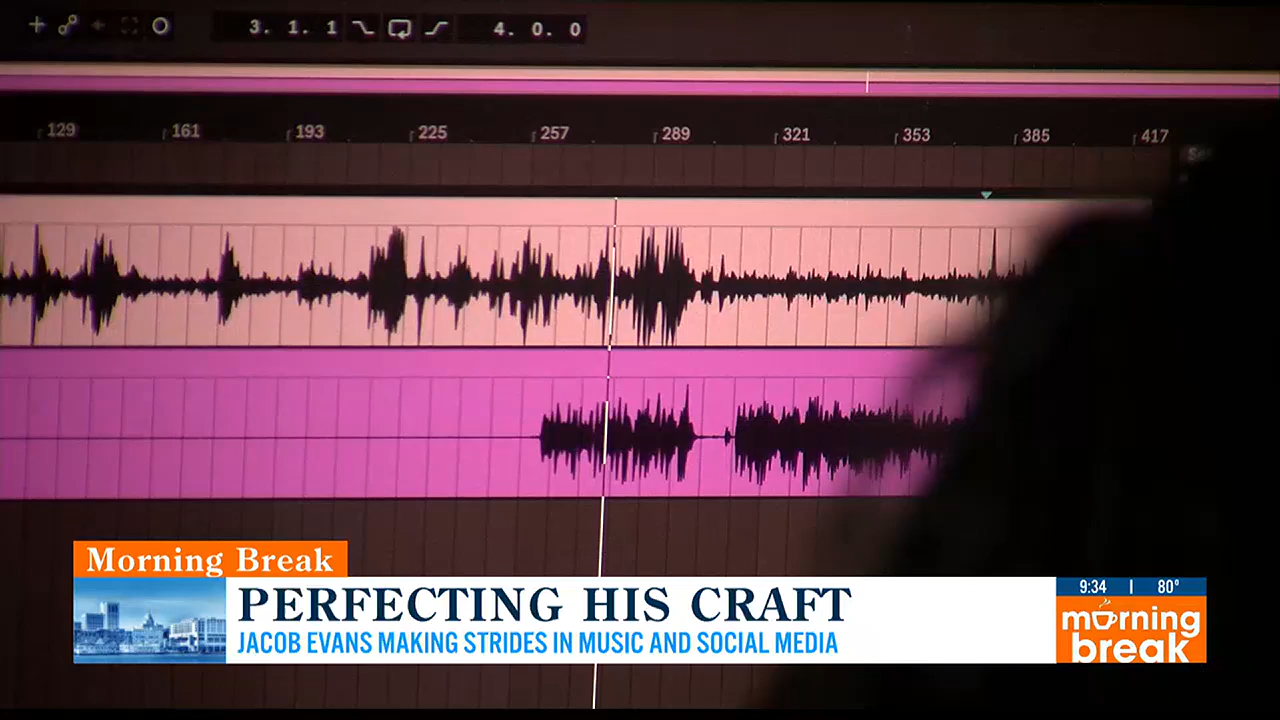 3. 1. 1 4. 0. 0
129 161 193 225 257 289 321 353 385 417
Morning Break
PERFECTING HIS CRAFT
JACOB EVANS MAKING STRIDES IN MUSIC AND SOCIAL MEDIA
9:34 | 80°
morning
break